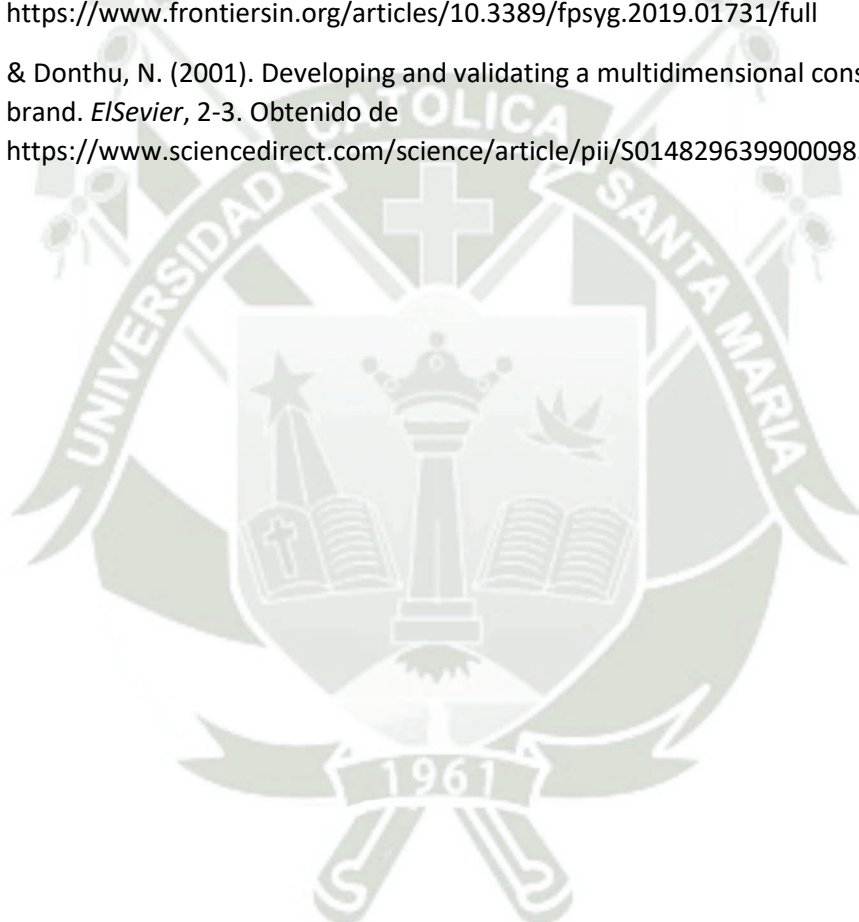 https://www.frontiersin.org/articles/10.3389/fpsyg.2019.01731/full
& Donthu, N. (2001). Developing and validating a multidimensional cons
brand. ElSevier, 2-3. Obtenido de
https://www.sciencedirect.com/science/article/pii/S014829639900098
UNIVERSIDAD CATOLICA SANTA MARIA
1961